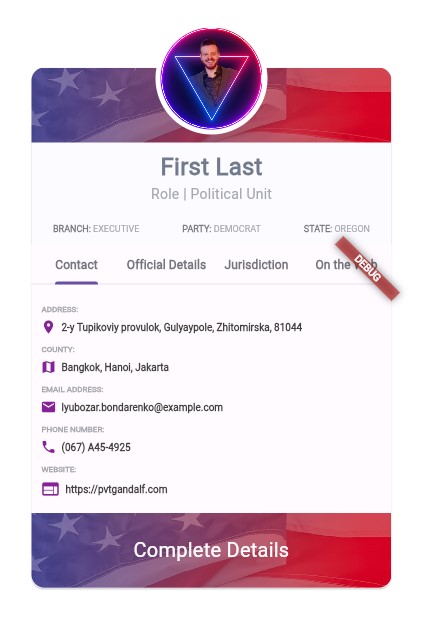 First Last
Role | Political Unit
BRANCH: EXECUTIVE PARTY: DEMOCRAT STATE: OREGON
Contact Official Details Jurisdiction On the Web
DEBUG
ADDRESS:
2-y Tupikoviy provulok, Gulyaypole, Zhitomirska, 81044
COUNTY:
Bangkok, Hanoi, Jakarta
EMAIL ADDRESS:
lyubozar.bondarenko@example.com
PHONE NUMBER:
(067) A45-4925
WEBSITE:
https://pvtgandalf.com
Complete Details